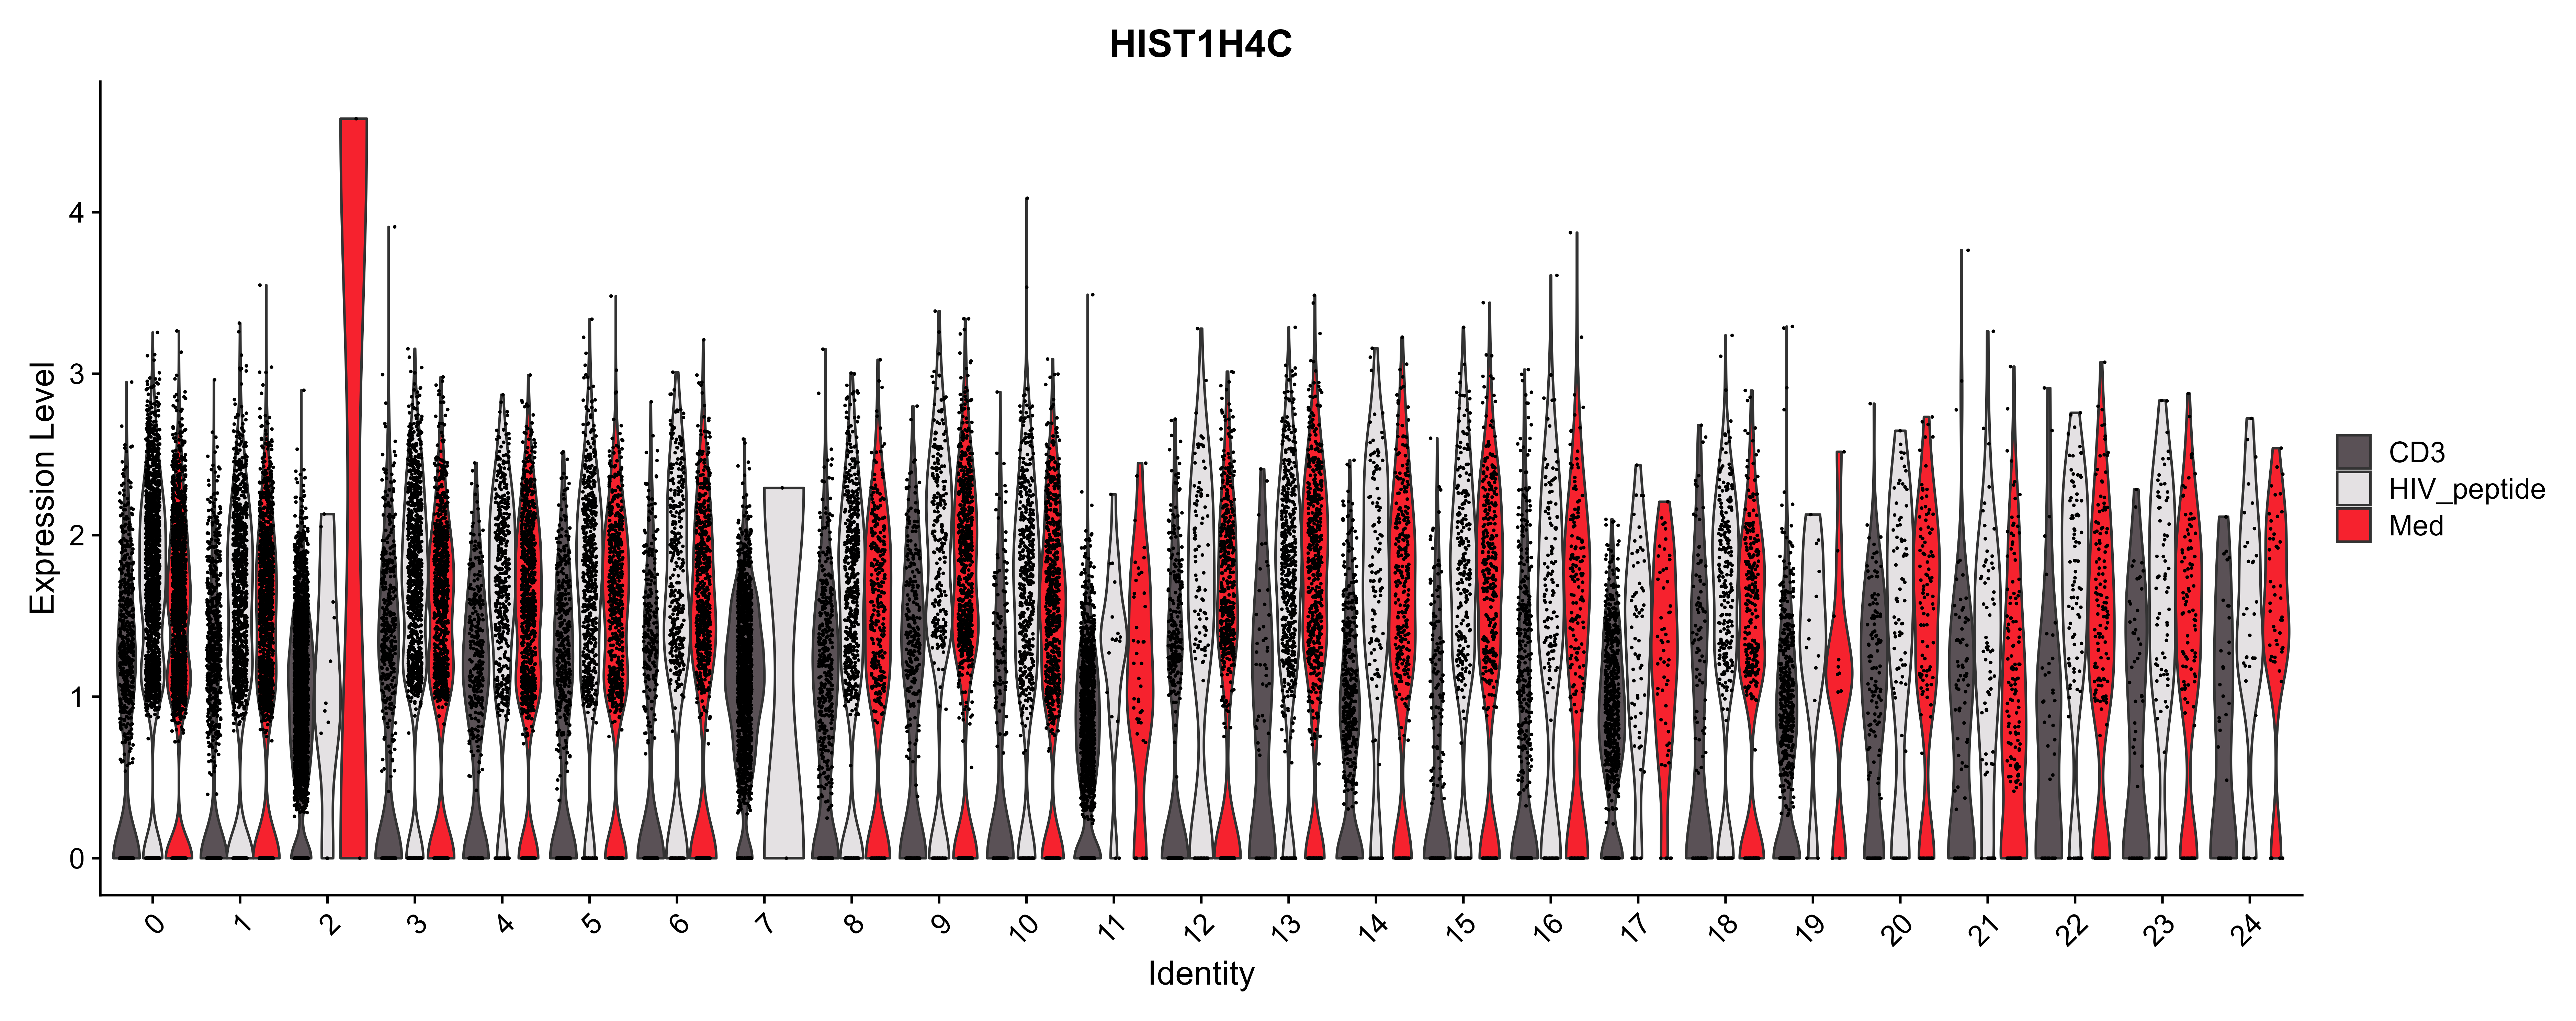 HIST1H4C
Expression Level
4
3
2
1
0
0 1 2 3 4 5 6 7 8 9 10 11 12 13 14 15 16 17 18 19 20 21 22 23 24
Identity
CD3
HIV_peptide
Med